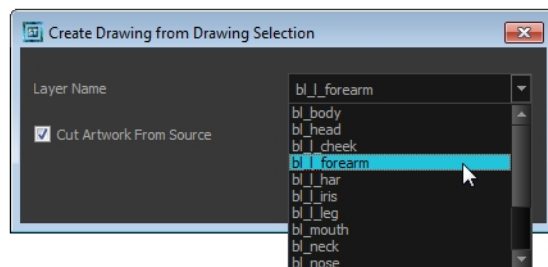 Create Drawing from Drawing Selection
Layer Name
bl_l_forearm
Cut Artwork From Source
bl_body
bl_head
bl_l_cheek
bl_l_forearm
bl_l_har
bl_l_iris
bl_l_leg
bl_mouth
bl_neck
bl_nose